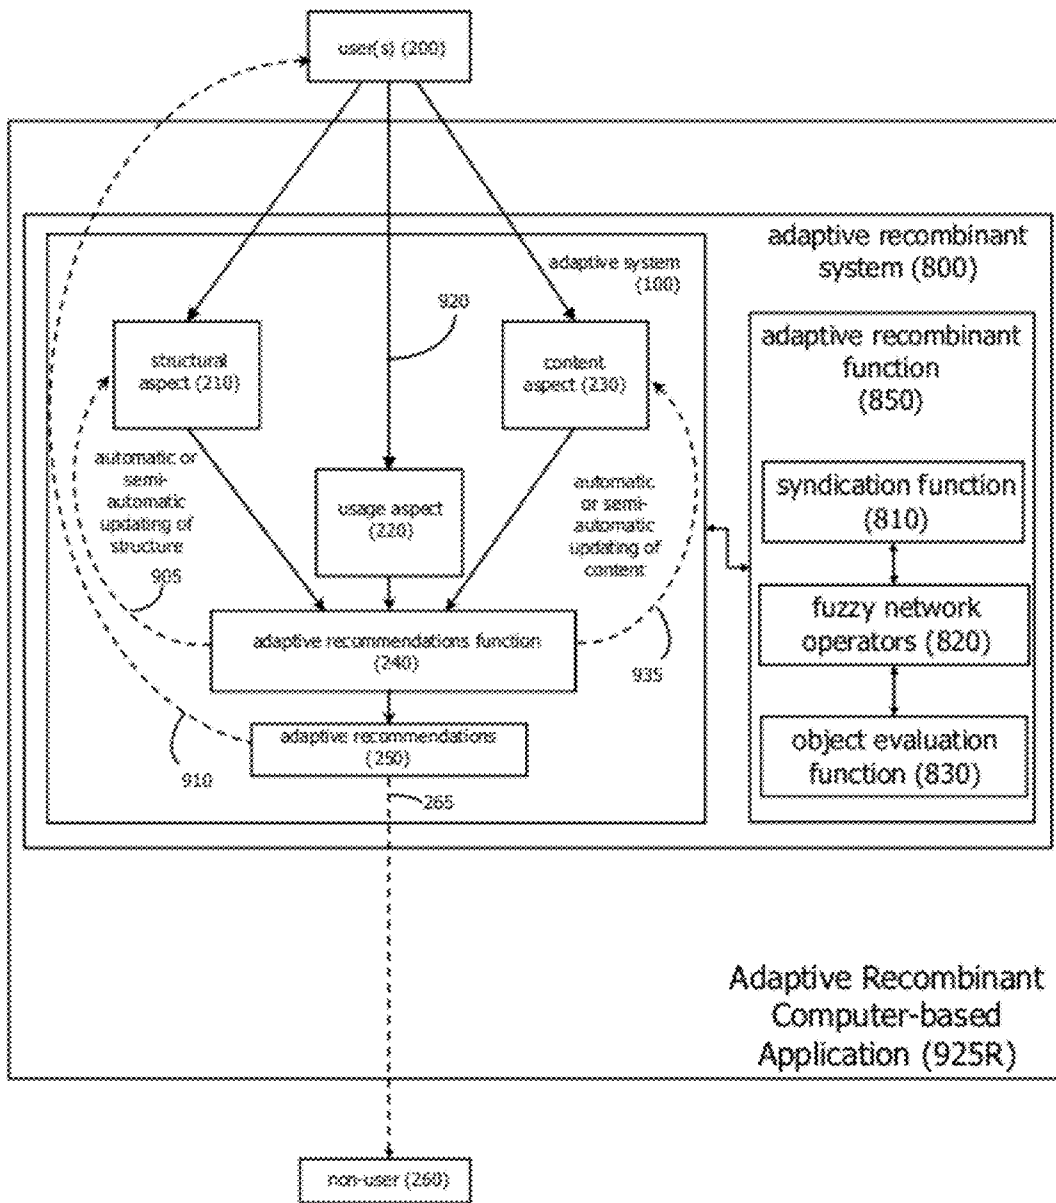 user(s) (200)
adaptive recombinant
system (800)
adaptive system
(100)
920
structural
aspect (210)
content
aspect (230)
adaptive recombinant
function
(850)
automatic or
semi-
automatic
updating of
structure
905
usage aspect
(220)
automatic
or semi-
automatic
updating of
content
syndication function
(810)
fuzzy network
operators (820)
adaptive recommendations function
(240)
935
adaptive recommendations
(250)
object evaluation
function (830)
910
265
Adaptive Recombinant
Computer-based
Application (925R)
non-user (260)